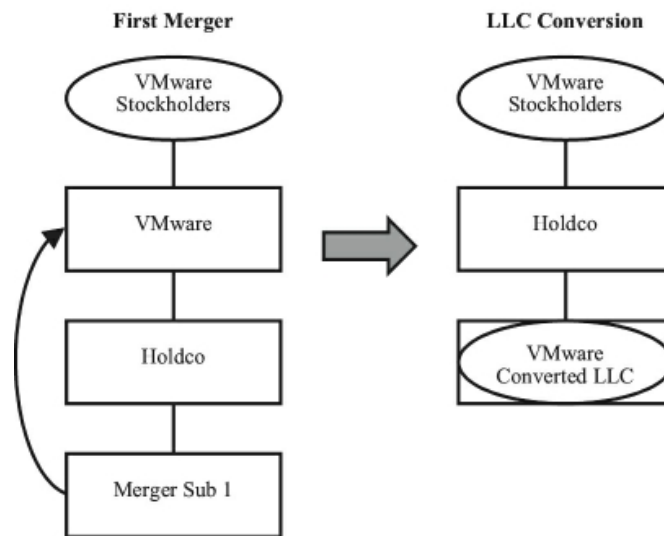 First Merger
VMware
Stockholders
VMware
Holdco
Merger Sub 1
LLC Conversion
VMware
Stockholders
Holdco
VMware
Converted LLC